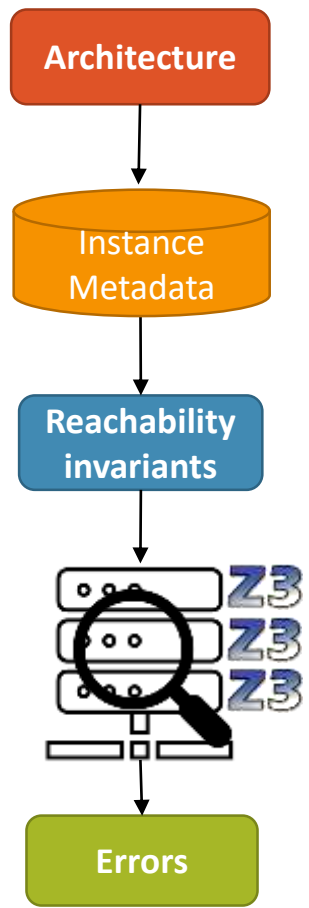 Architecture
Instance
Metadata
Reachability
invariants
Z3
Z3
Z3
Errors